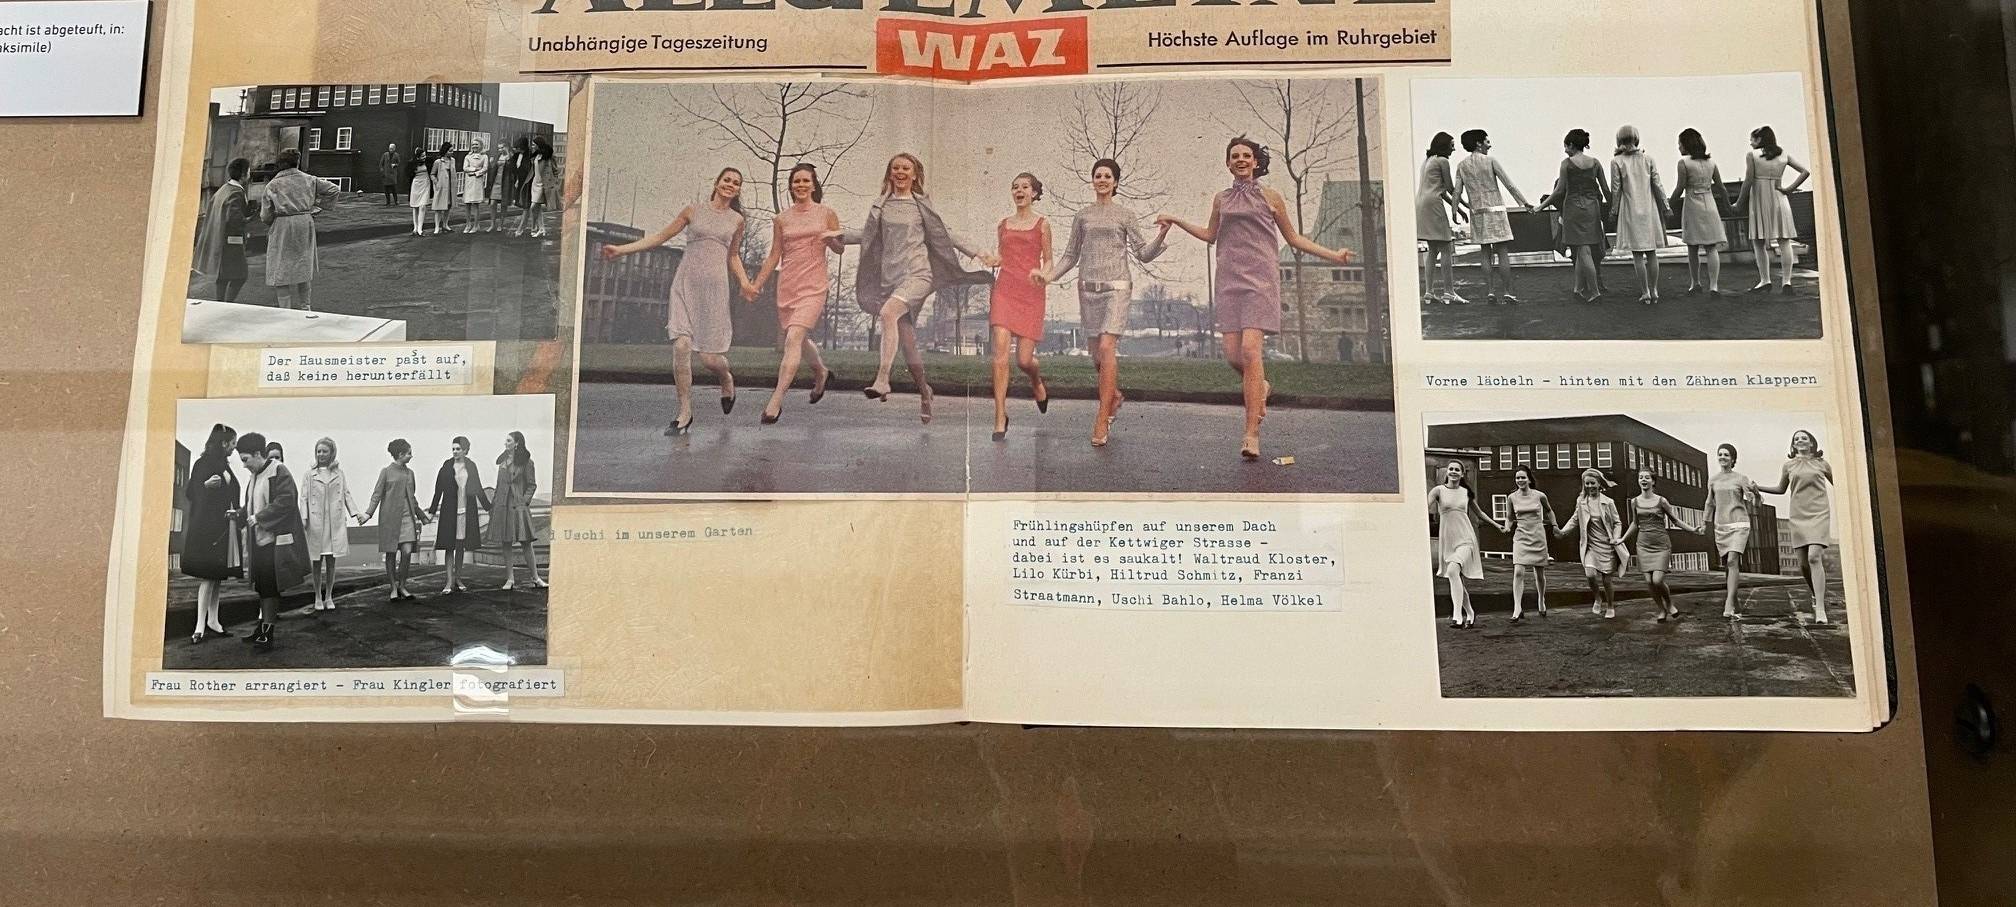 acht ist abgeteuft, in:
aksimile)
ALLGEMEINE
Unabhängige Tageszeitung
WAZ
Höchste Auflage im Ruhrgebiet
Der Hausmeister past auf,
daß keine herunterfällt
Frau Rother arrangiert - Frau Kingler fotografiert
Uschi im unserem Garten
Frühlingshüpfen auf unserem Dach
und auf der Kettwiger Strasse -
dabei ist es saukalt! Waltraud Kloster,
Lilo Kürbi, Hiltrud Schmitz, Franzi
Straatmann, Uschi Bahlo, Helma Völkel
Vorne lächeln - hinten mit den Zähnen klappern